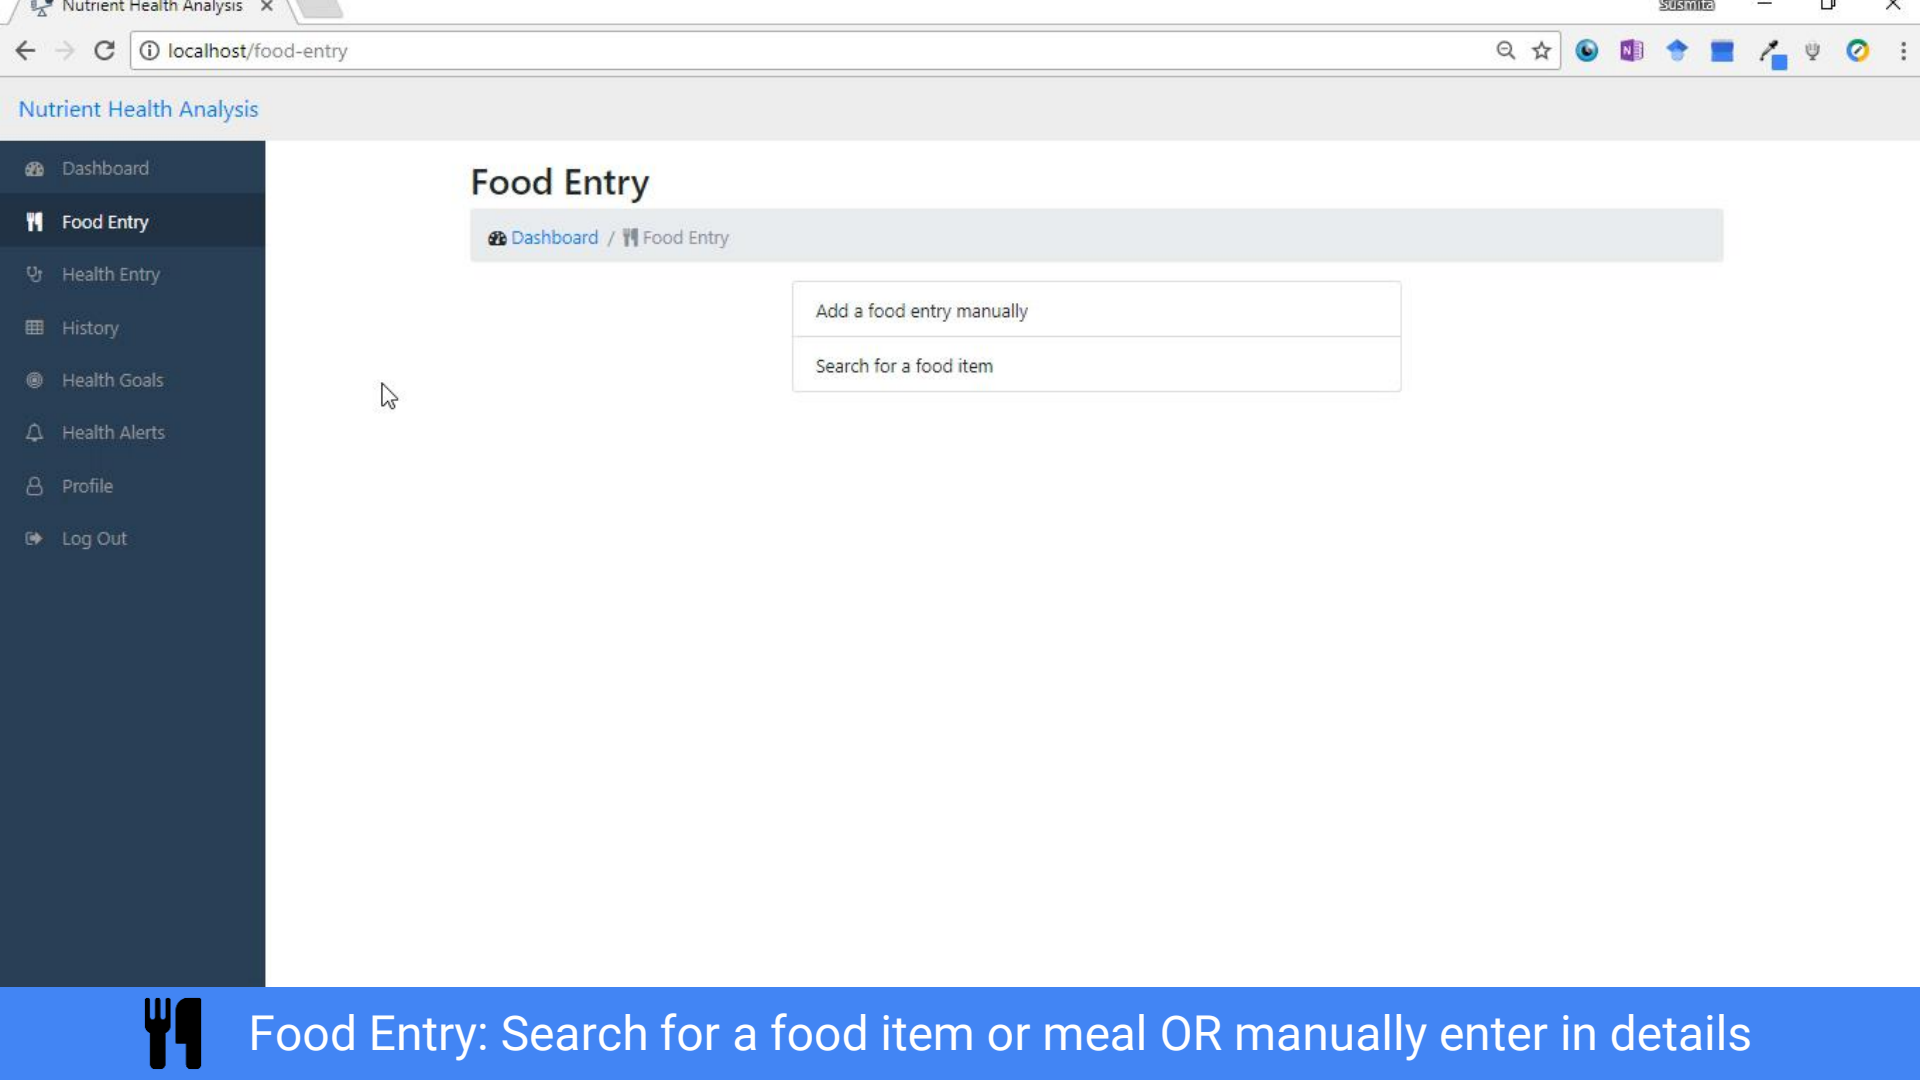 Nutrient Health Analysis
Susmita
localhost/food-entry
Nutrient Health Analysis
Dashboard
Food Entry
Health Entry
History
Health Goals
Health Alerts
Profile
Log Out
Food Entry
Dashboard / Food Entry
Add a food entry manually
Search for a food item
Food Entry: Search for a food item or meal OR manually enter in details